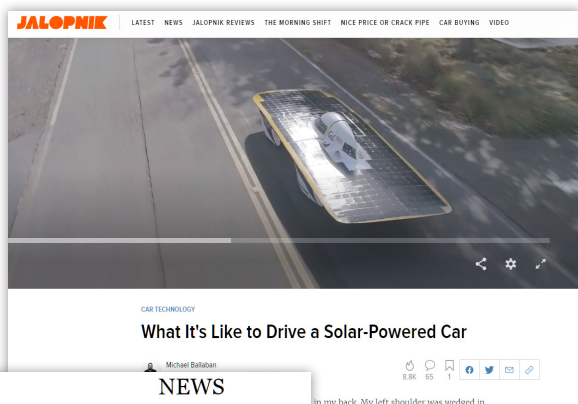 JALOPNIK
LATEST NEWS JALOPNIK REVIEWS THE MORNING SHIFT NICE PRICE OR CRACK PIPE CAR BUYING VIDEO
CAR TECHNOLOGY
What It's Like to Drive a Solar-Powered Car
Michael Ballaban
8.8K 65 1
NEWS
in my back. My left shoulder was wedged in